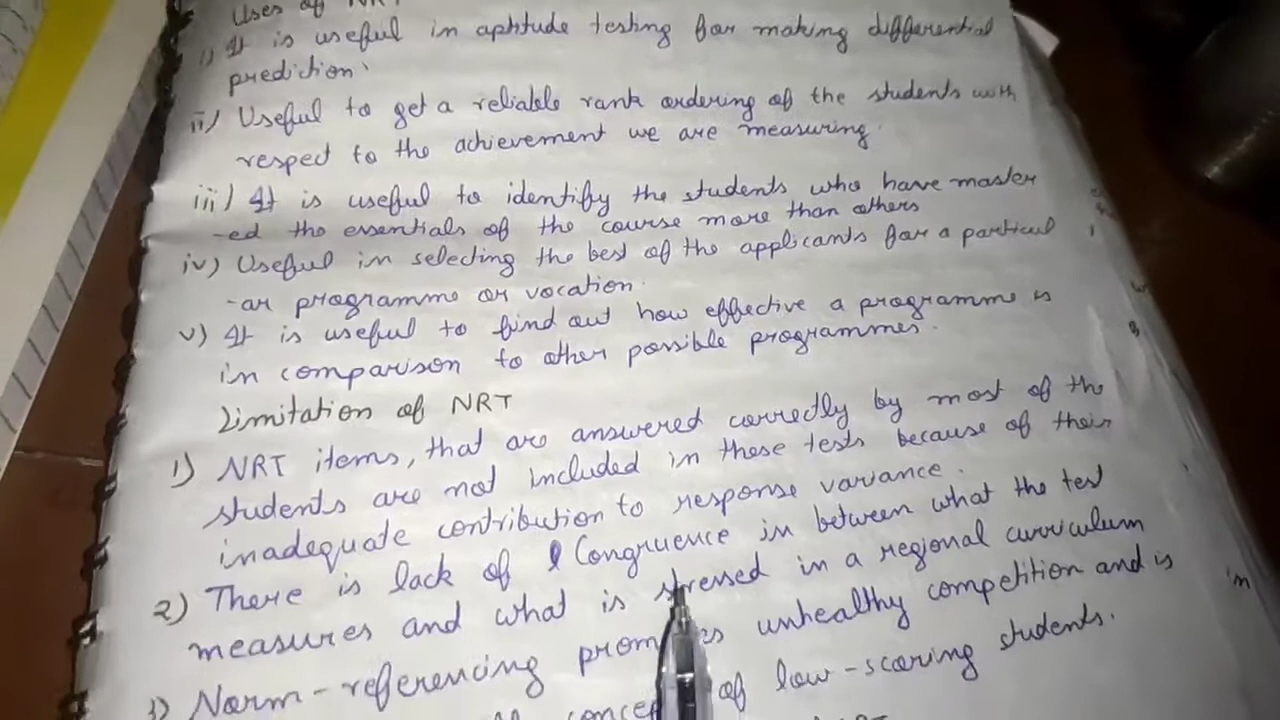 Uses of NRT
i) It is useful in aptitude testing for making differential
prediction.
ii) Useful to get a reliable rank ordering of the students with
respect to the achievement we are measuring.
iii) It is useful to identify the students who have master
-ed the essentials of the course more than others
iv) Useful in selecting the best of the applicants for a particul
-ar programme or vocation.
v) It is useful to find out how effective a programme is
in comparison to other possible programmes.
Limitation of NRT
1) NRT items, that are answered correctly by most of the
students are not included in these tests because of their
inadequate contribution to response variance.
2) There is lack of Congruence in between what the test
measures and what is stressed in a regional curriculum
3) Norm-referencing unhealthy competition and is
of low-scoring students.